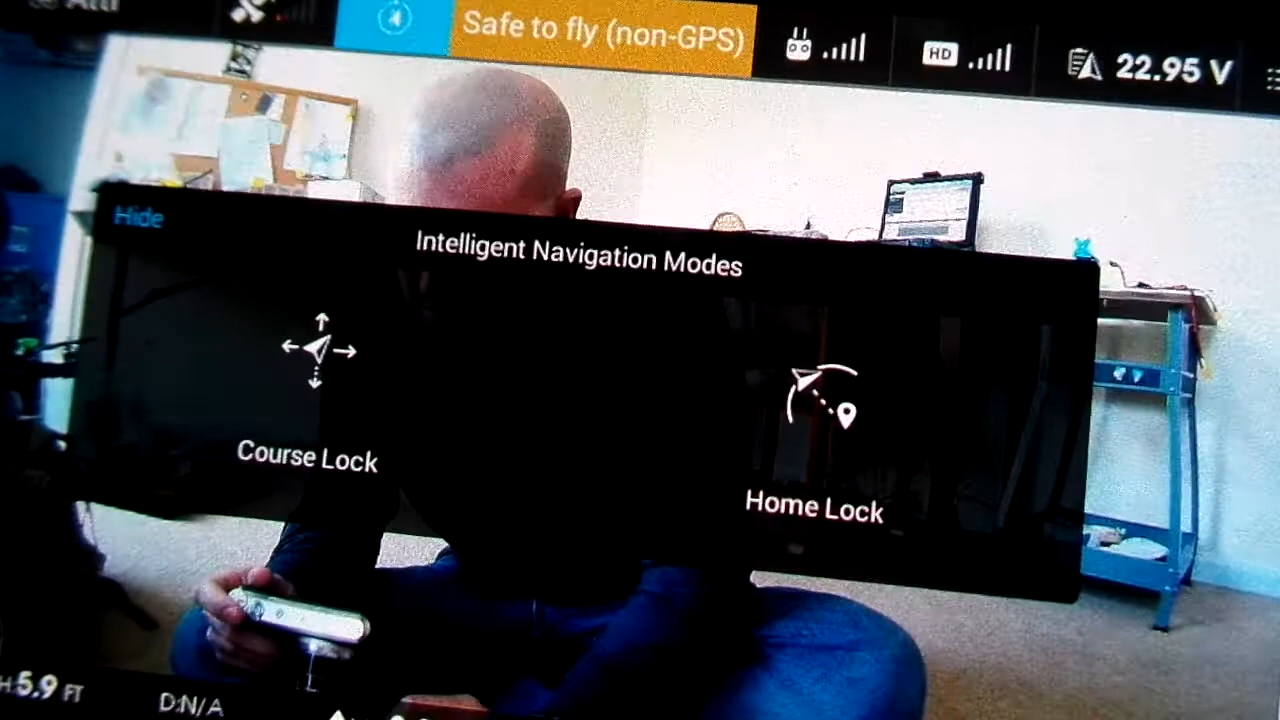 Atti
Safe to fly (non-GPS)
HD
22.95 V
Hide
Intelligent Navigation Modes
Course Lock
Home Lock
H:5.9 FT
D:N/A